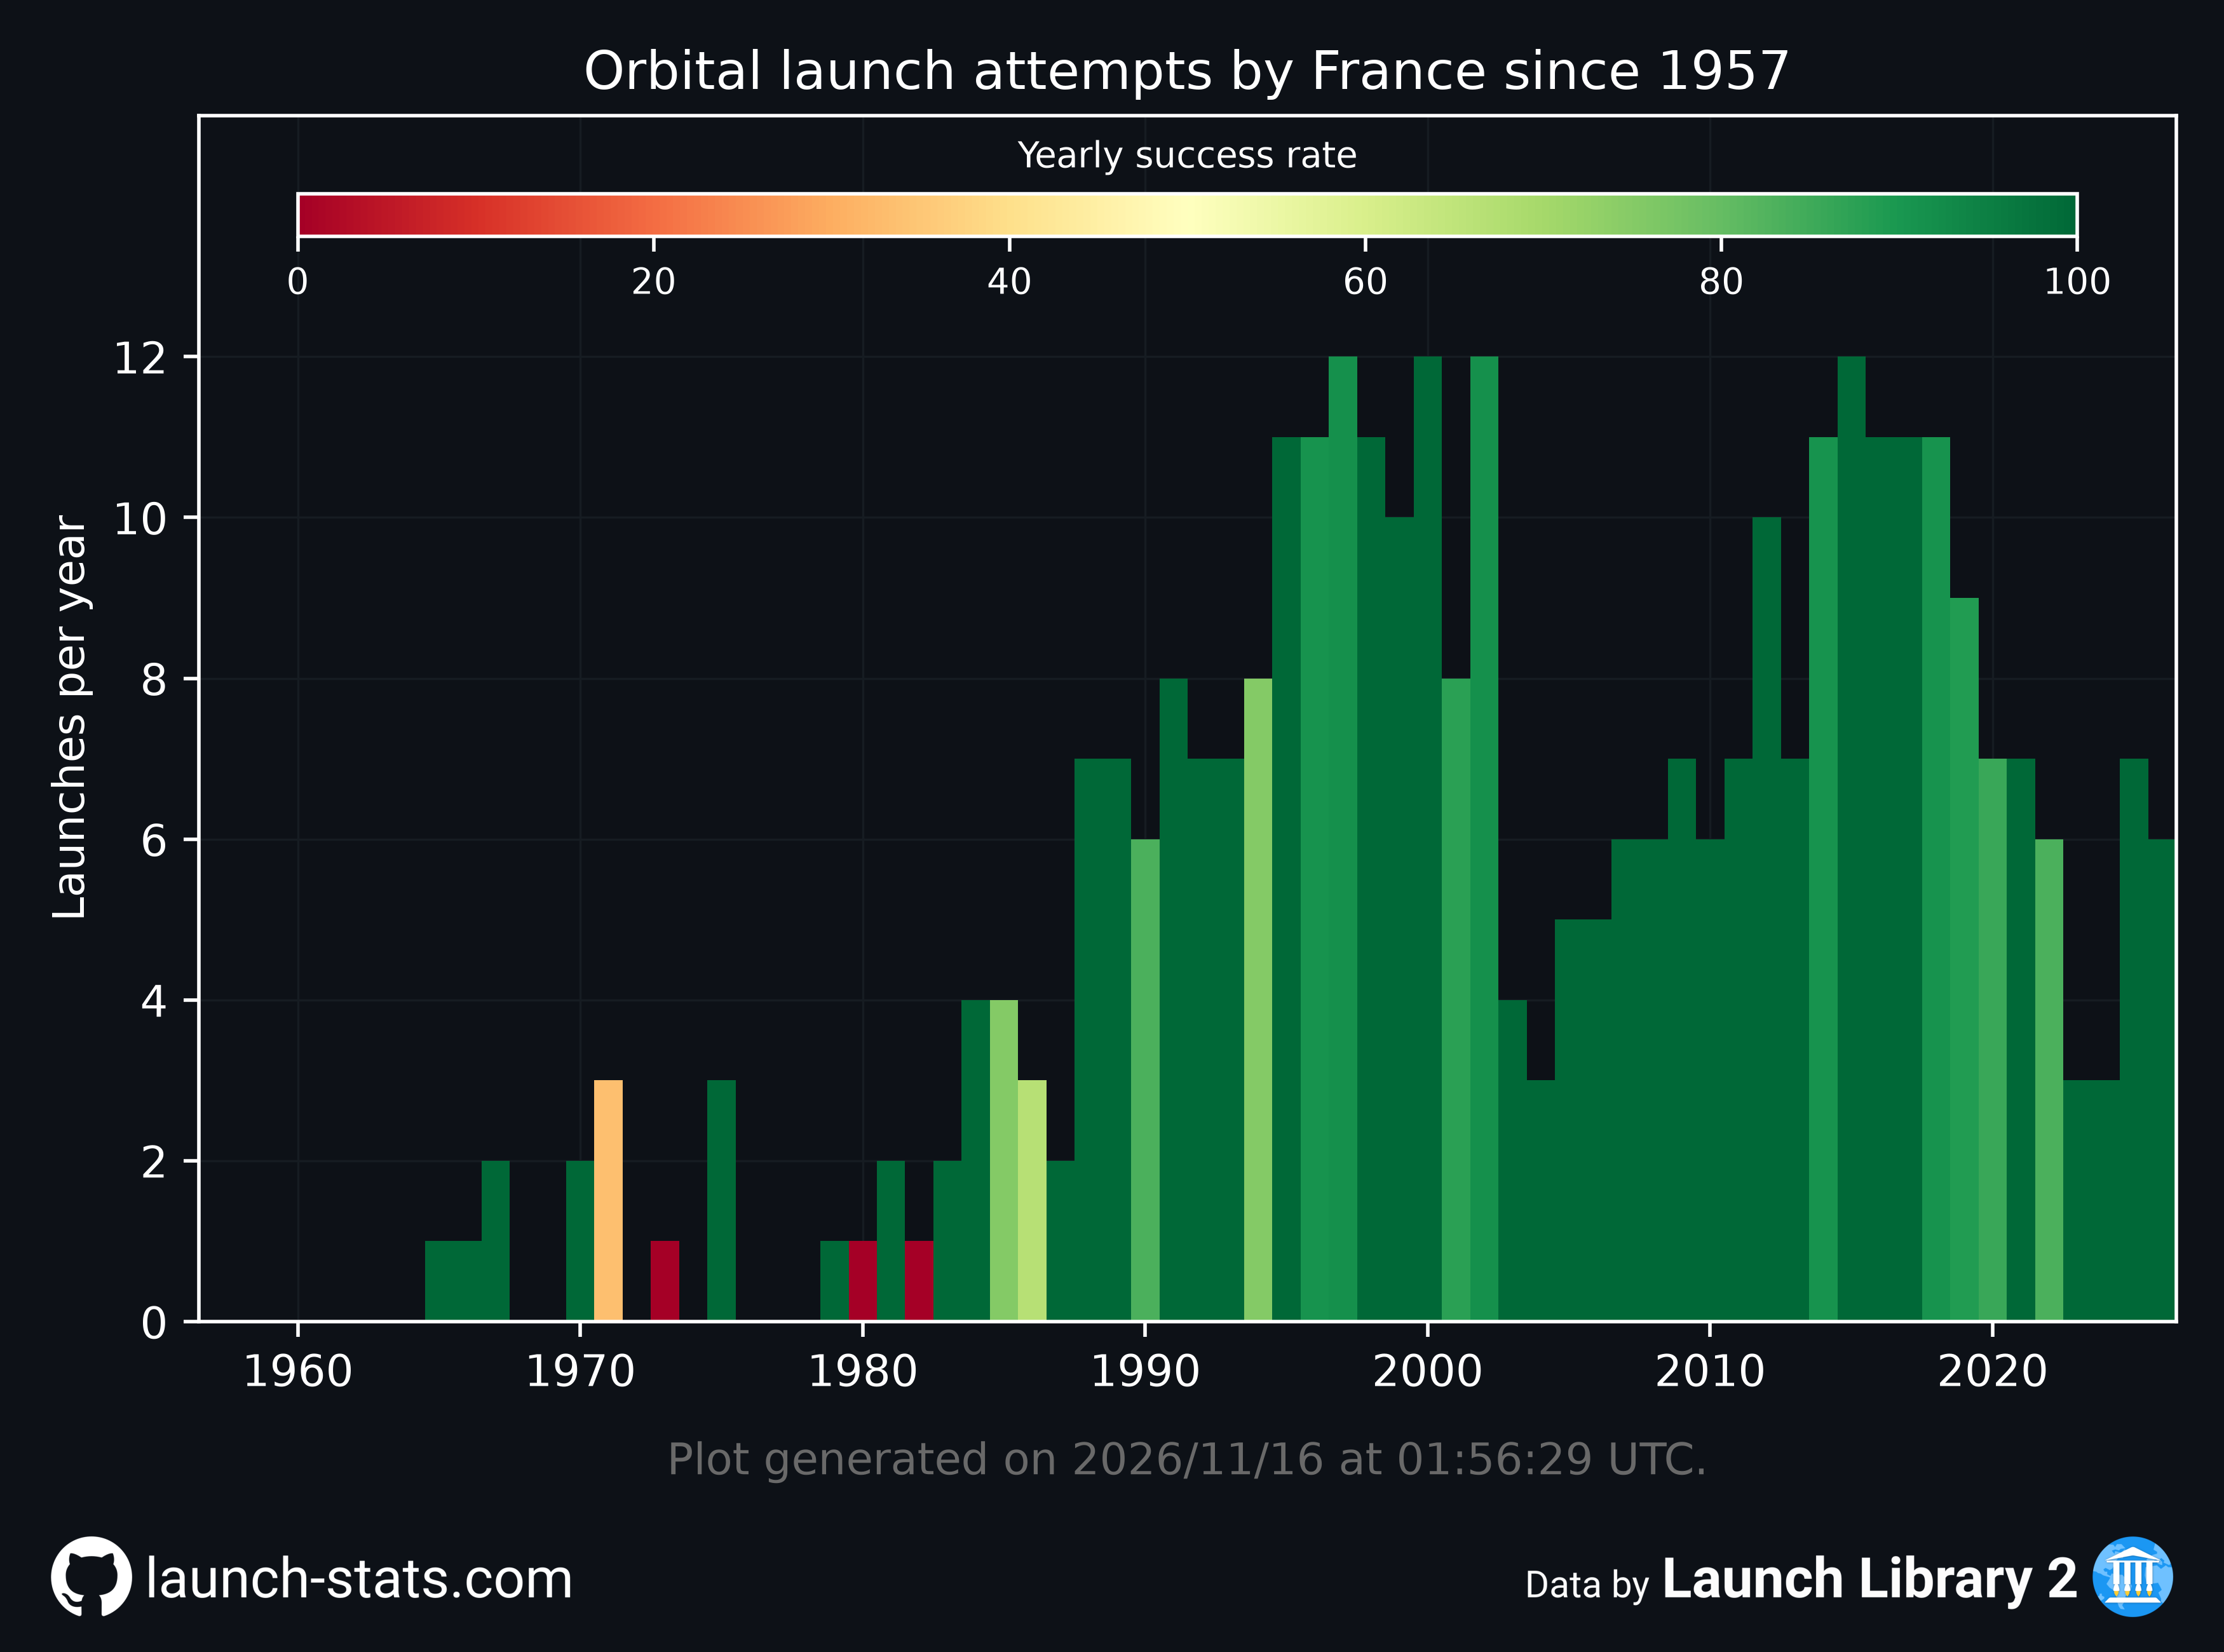 Orbital launch attempts by France since 1957
Yearly success rate
0 20 40 60 80 100
Launches per year
12
10
8
6
4
2
0
1960 1970 1980 1990 2000 2010 2020
Plot generated on 2026/11/16 at 01:56:29 UTC.
launch-stats.com
Data by Launch Library 2